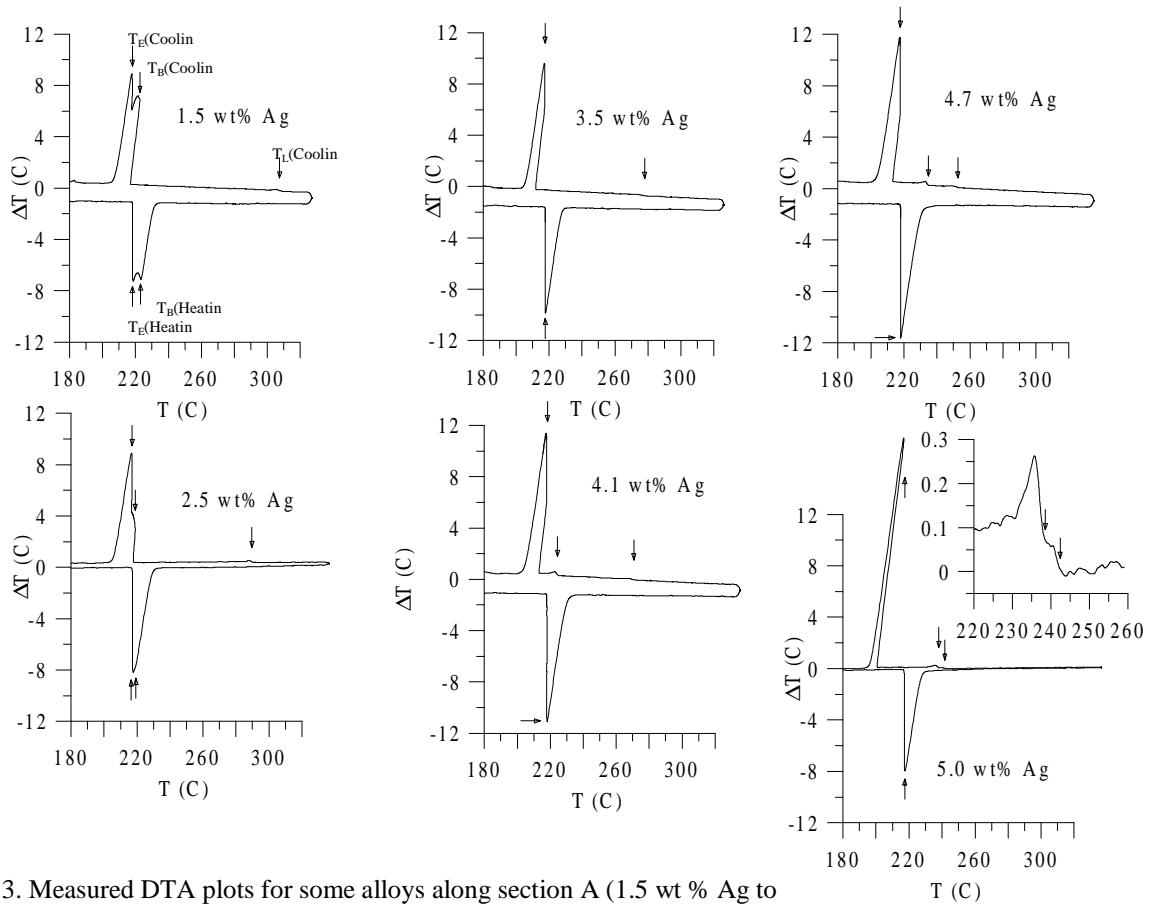 12
8
4
0
-4
-8
-12
180 220 260 300
T (C)
ΔT (C)
T_E(Coolin
T_B(Coolin
1.5 wt% Ag
T_L(Coolin
T_B(Heatin
T_E(Heatin
12
8
4
0
-4
-8
-12
180 220 260 300
T (C)
ΔT (C)
3.5 wt% Ag
12
8
4
0
-4
-8
-12
180 220 260 300
T (C)
ΔT (C)
4.7 wt% Ag
12
8
4
0
-4
-8
-12
180 220 260 300
T (C)
ΔT (C)
2.5 wt% Ag
12
8
4
0
-4
-8
-12
180 220 260 300
T (C)
ΔT (C)
4.1 wt% Ag
0.3
0.2
0.1
0
220 230 240 250 260
12
8
4
0
-4
-8
-12
180 220 260 300
T (C)
ΔT (C)
5.0 wt% Ag
3. Measured DTA plots for some alloys along section A (1.5 wt % Ag to